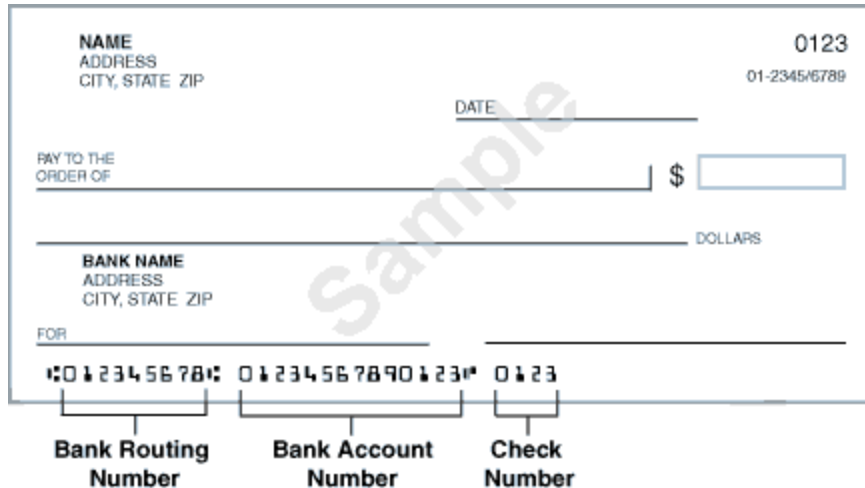 NAME
0123
ADDRESS
CITY, STATE ZIP
01-2345/6789
DATE
Sample
PAY TO THE
ORDER OF
$
DOLLARS
BANK NAME
ADDRESS
CITY, STATE ZIP
FOR
⑆012345678⑆ 01234567890123⑈ 0123
Bank Routing Number
Bank Account Number
Check Number